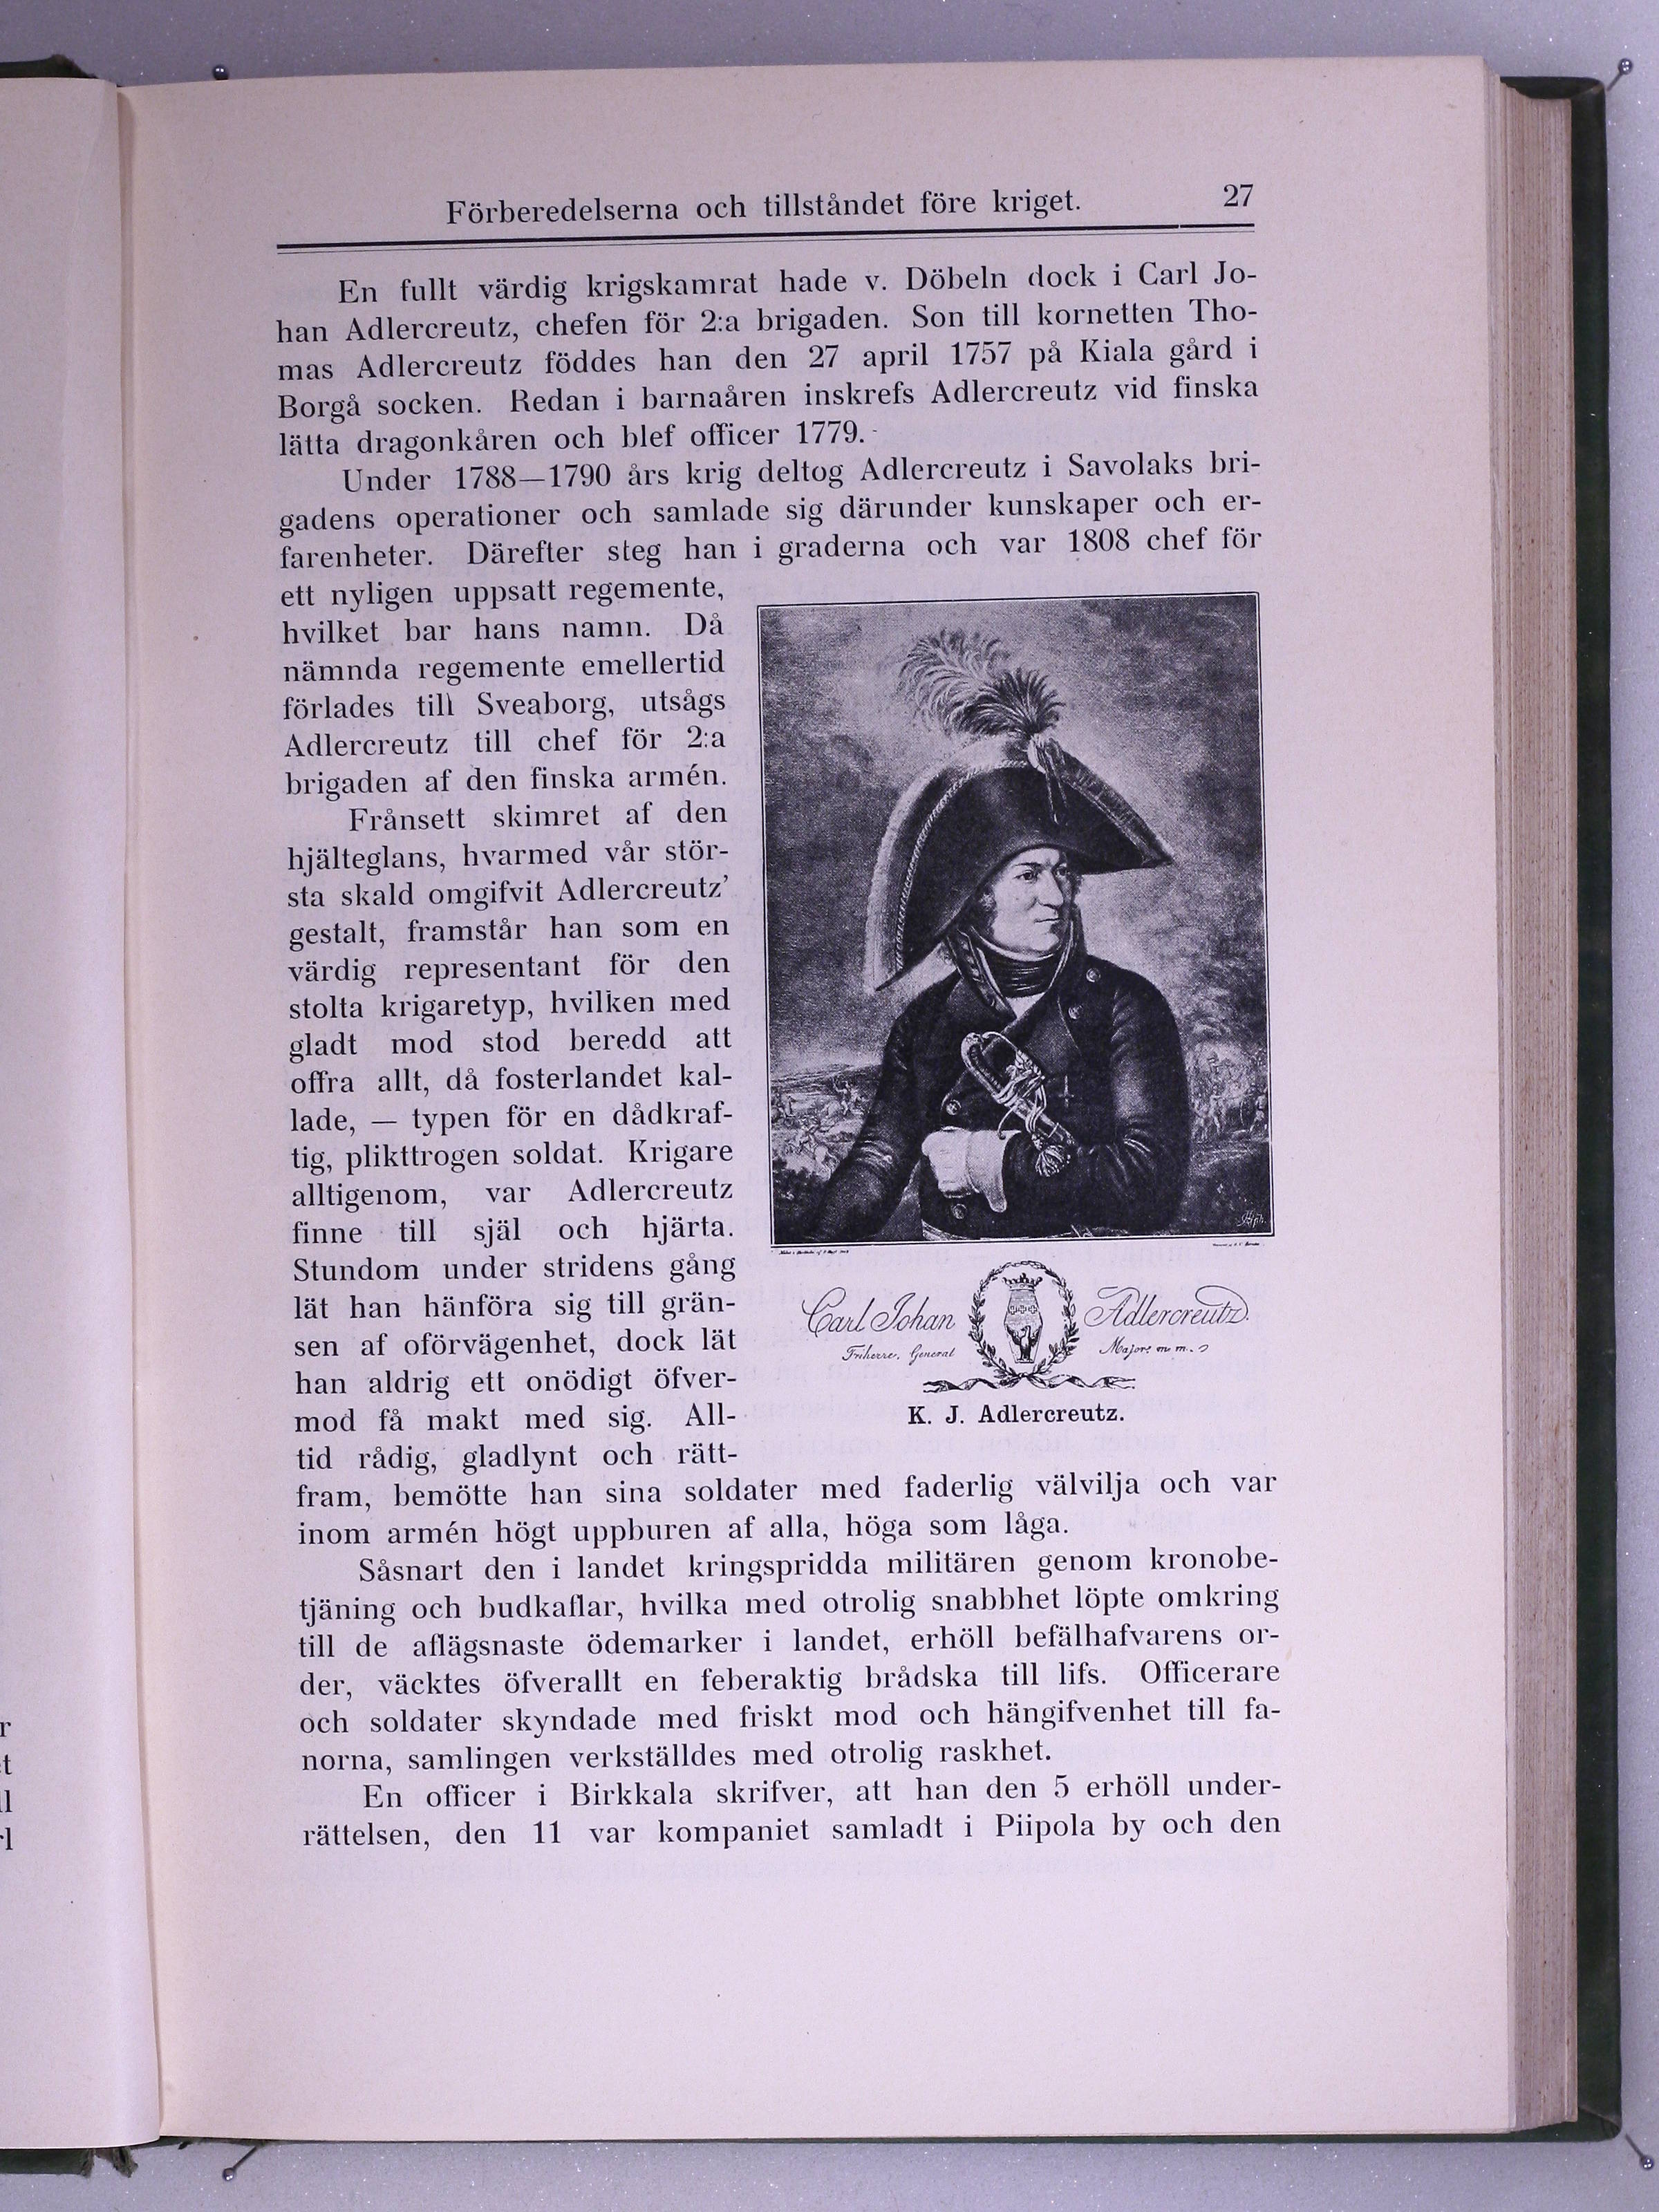 Förberedelserna och tillståndet före kriget. 27
En fullt värdig krigskamrat hade v. Döbeln dock i Carl Jo-
han Adlercreutz, chefen för 2:a brigaden. Son till kornetten Tho-
mas Adlercreutz föddes han den 27 april 1757 på Kiala gård i
Borgå socken. Redan i barnaåren inskrefs Adlercreutz vid finska
lätta dragonkåren och blef officer 1779.
Under 1788—1790 års krig deltog Adlercreutz i Savolaks bri-
gadens operationer och samlade sig därunder kunskaper och er-
farenheter. Därefter steg han i graderna och var 1808 chef för
ett nyligen uppsatt regemente,
hvilket bar hans namn. Då
nämnda regemente emellertid
förlades till Sveaborg, utsågs
Adlercreutz till chef för 2:a
brigaden af den finska armén.
Frånsett skimret af den
hjälteglans, hvarmed vår stör-
sta skald omgifvit Adlercreutz'
gestalt, framstår han som en
värdig representant för den
stolta krigaretyp, hvilken med
gladt mod stod beredd att
offra allt, då fosterlandet kal-
lade, — typen för en dådkraf-
tig, plikttrogen soldat. Krigare
alltigenom, var Adlercreutz
finne till själ och hjärta.
Stundom under stridens gång
lät han hänföra sig till grän-
sen af oförvägenhet, dock lät
han aldrig ett onödigt öfver-
mod få makt med sig. All-
tid rådig, gladlynt och rätt-
fram, bemötte han sina soldater med faderlig välvilja och var
inom armén högt uppburen af alla, höga som låga.
Carl Johan Adlercreutz.
Friherre, General Major m. m.
K. J. Adlercreutz.
Såsnart den i landet kringspridda militären genom kronobe-
tjäning och budkaflar, hvilka med otrolig snabbhet löpte omkring
till de aflägsnaste ödemarker i landet, erhöll befälhafvarens or-
der, väcktes öfverallt en feberaktig brådska till lifs. Officerare
och soldater skyndade med friskt mod och hängifvenhet till fa-
norna, samlingen verkställdes med otrolig raskhet.
En officer i Birkkala skrifver, att han den 5 erhöll under-
rättelsen, den 11 var kompaniet samladt i Piipola by och den